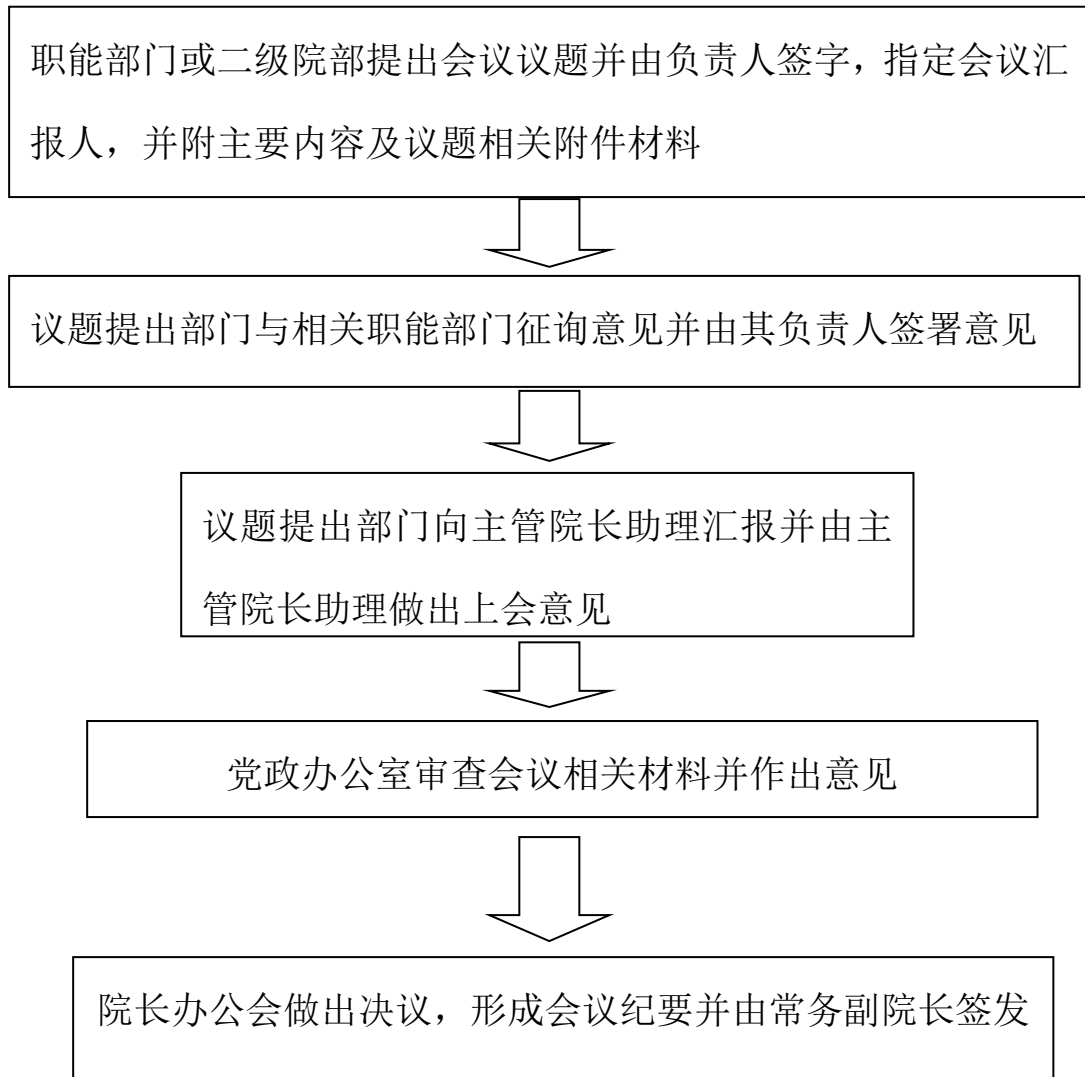 职能部门或二级院部提出会议议题并由负责人签字，指定会议汇
报人，并附主要内容及议题相关附件材料
议题提出部门与相关职能部门征询意见并由其负责人签署意见
议题提出部门向主管院长助理汇报并由主
管院长助理做出上会意见
党政办公室审查会议相关材料并作出意见
院长办公会做出决议，形成会议纪要并由常务副院长签发